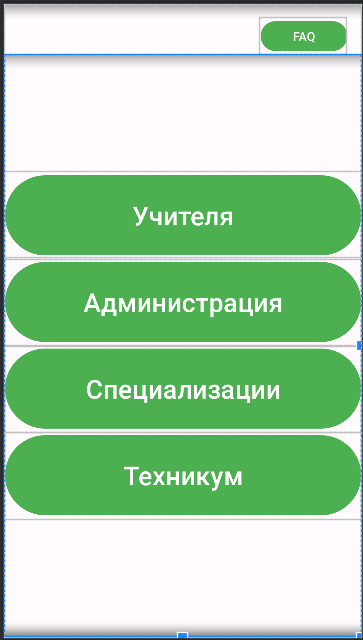 FAQ
Учителя
Администрация
Специализации
Техникум